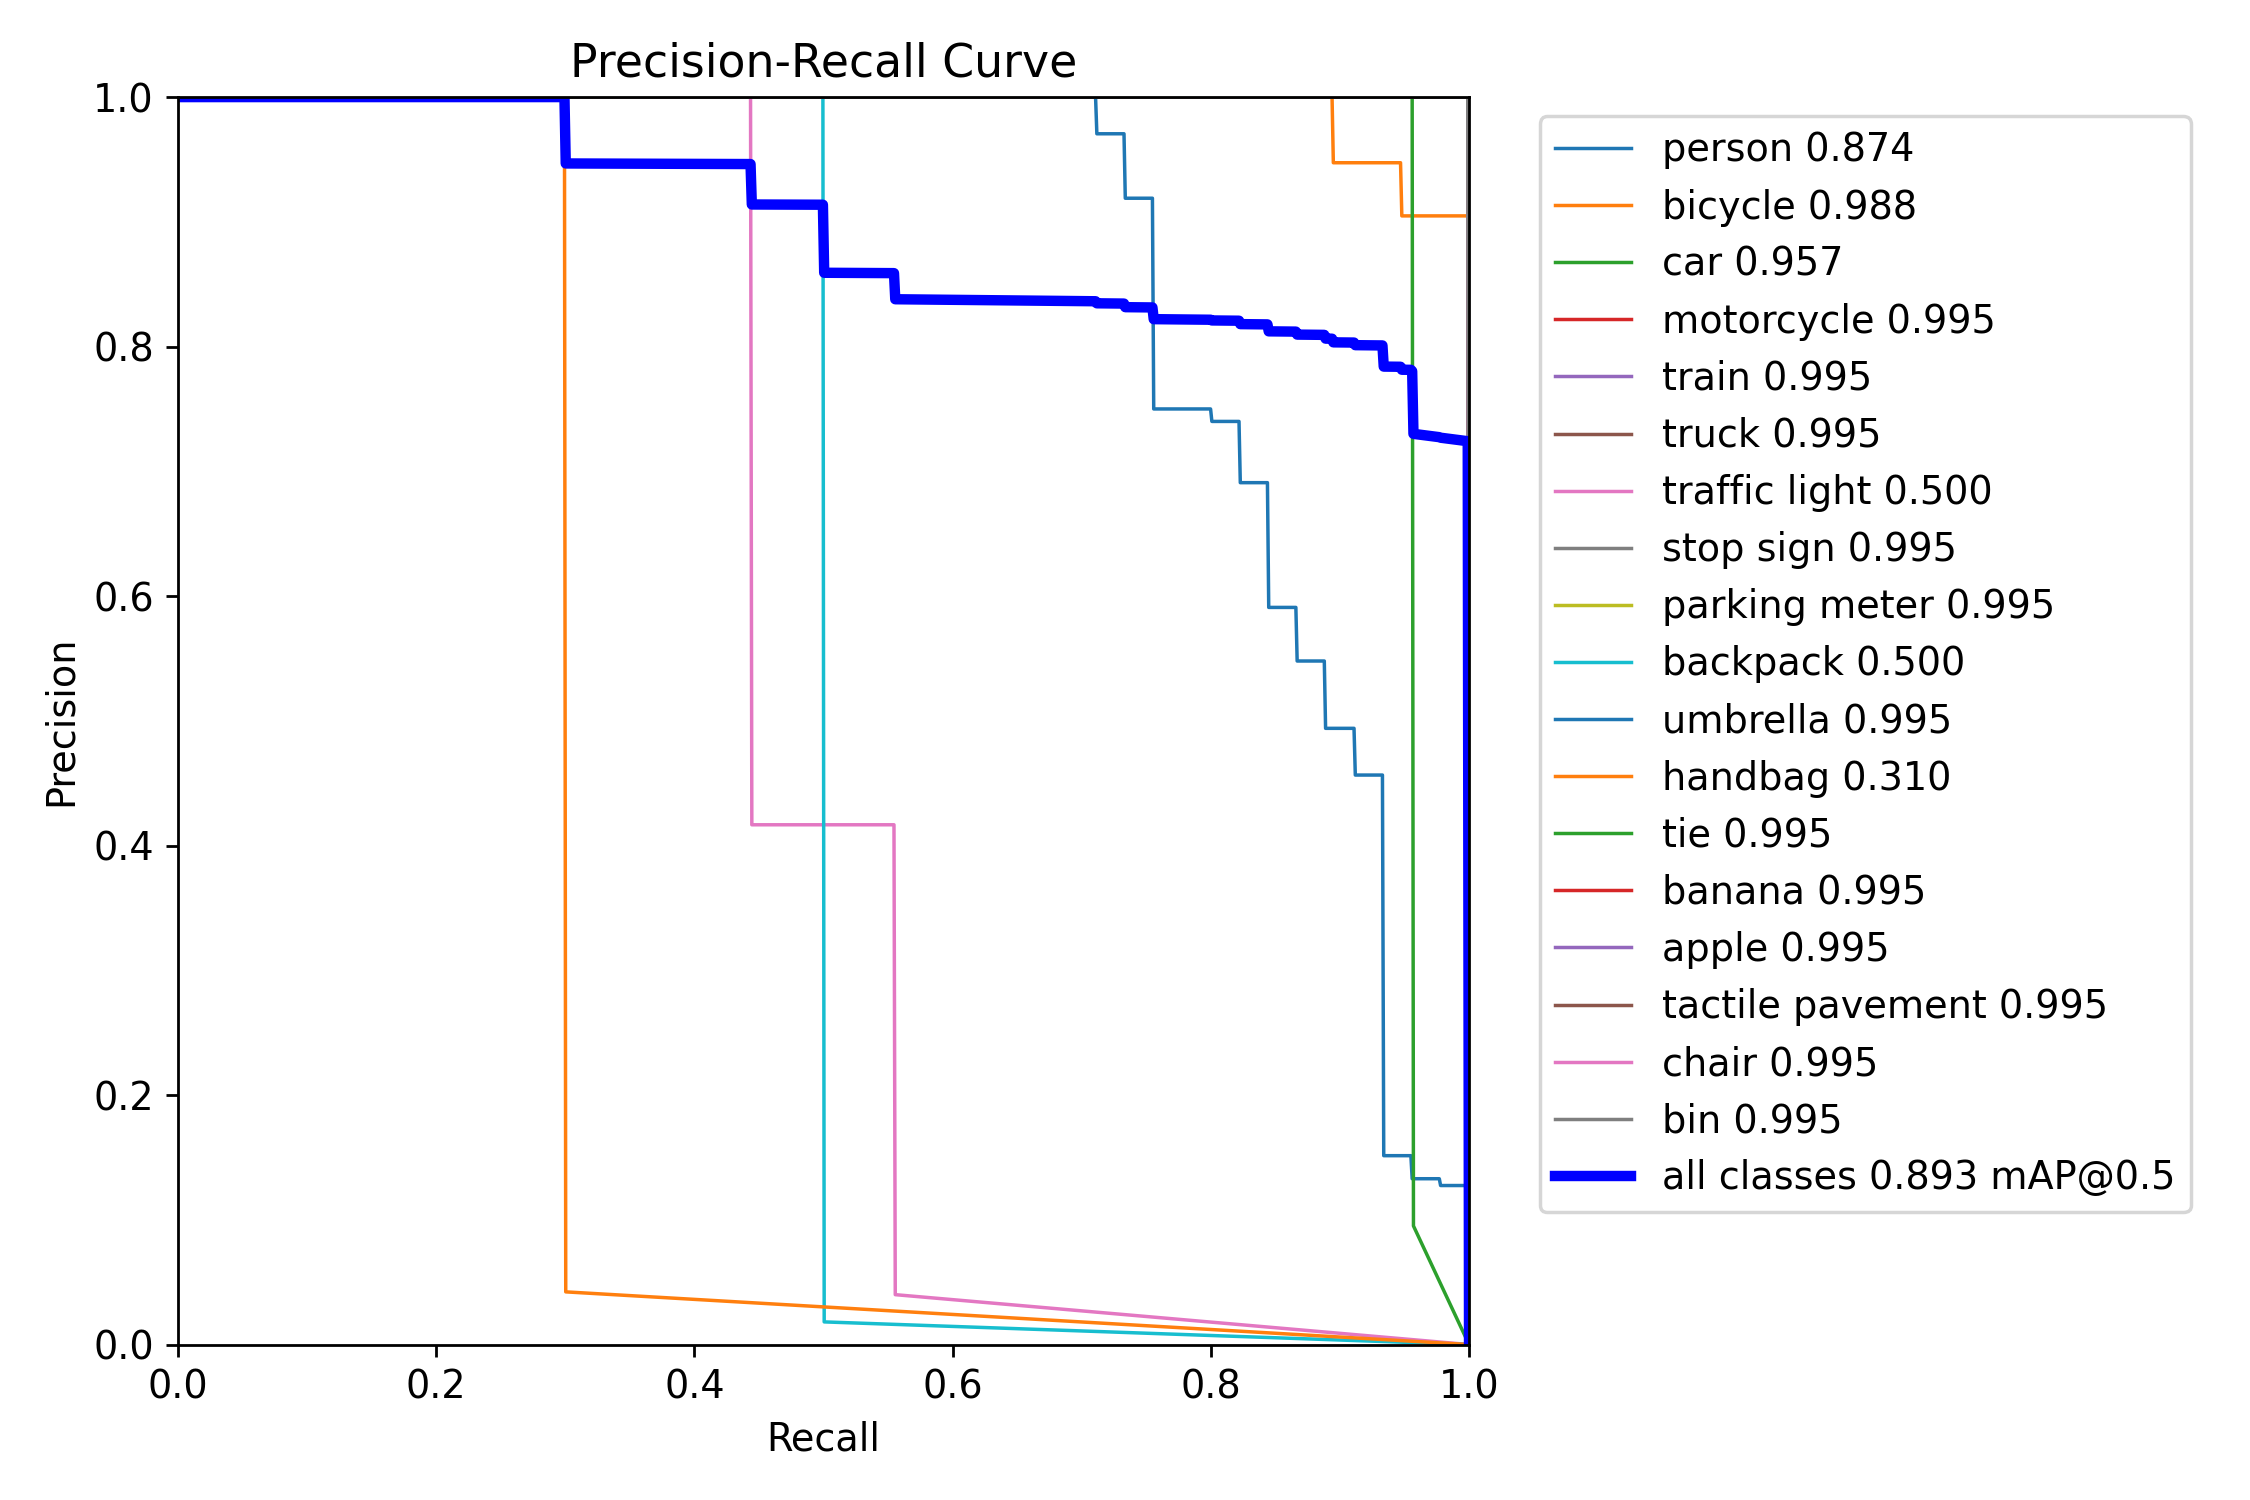 Precision-Recall Curve
1.0
0.8
0.6
0.4
0.2
0.0
Precision
0.0 0.2 0.4 0.6 0.8 1.0
Recall
person 0.874
bicycle 0.988
car 0.957
motorcycle 0.995
train 0.995
truck 0.995
traffic light 0.500
stop sign 0.995
parking meter 0.995
backpack 0.500
umbrella 0.995
handbag 0.310
tie 0.995
banana 0.995
apple 0.995
tactile pavement 0.995
chair 0.995
bin 0.995
all classes 0.893 mAP@0.5